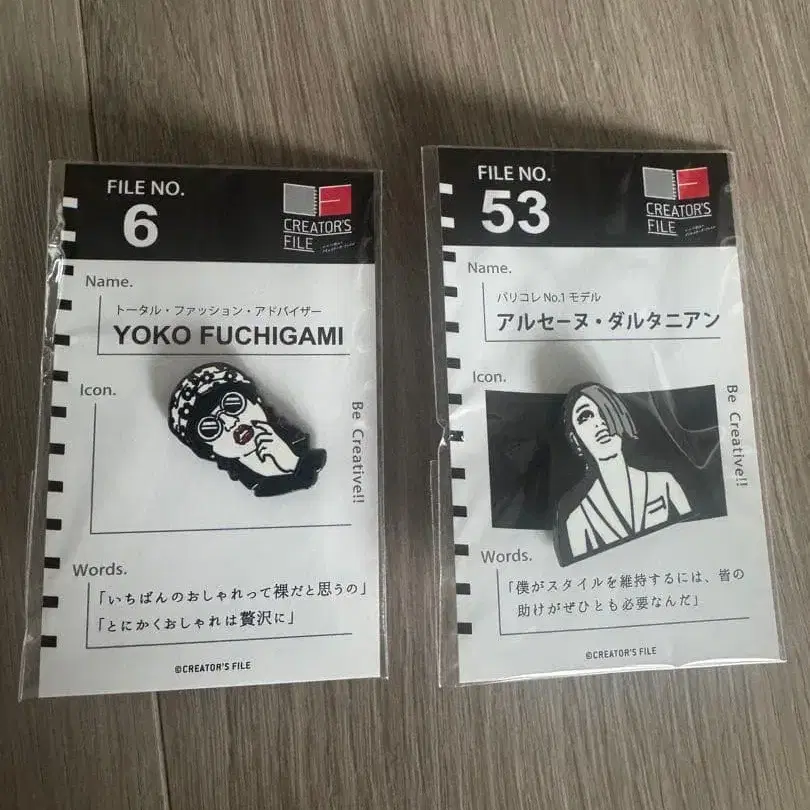 FILE NO.
6
CREATOR'S
FILE
Name.
トータル・ファッション・アドバイザー
YOKO FUCHIGAMI
Icon.
Be Creative!!
Words.
「いちばんのおしゃれって裸だと思うの」
「とにかくおしゃれは贅沢に」
©CREATOR'S FILE
FILE NO.
53
CREATOR'S
FILE
Name.
パリコレ No.1 モデル
アルセーヌ・ダルタニアン
Icon.
Be Creative!!
Words.
「僕がスタイルを維持するには、皆の
助けがぜひとも必要なんだ」
©CREATOR'S FILE